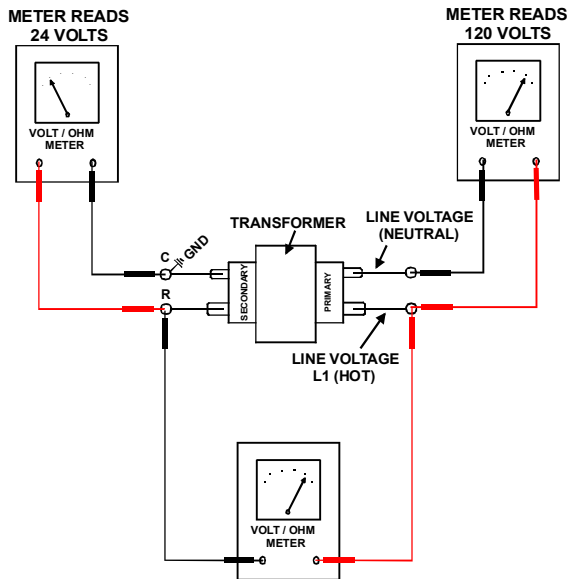 METER READS
24 VOLTS
METER READS
120 VOLTS
VOLT / OHM
METER
VOLT / OHM
METER
TRANSFORMER
LINE VOLTAGE
(NEUTRAL)
C
GND
R
SECONDARY
PRIMARY
LINE VOLTAGE
L1 (HOT)
VOLT / OHM
METER